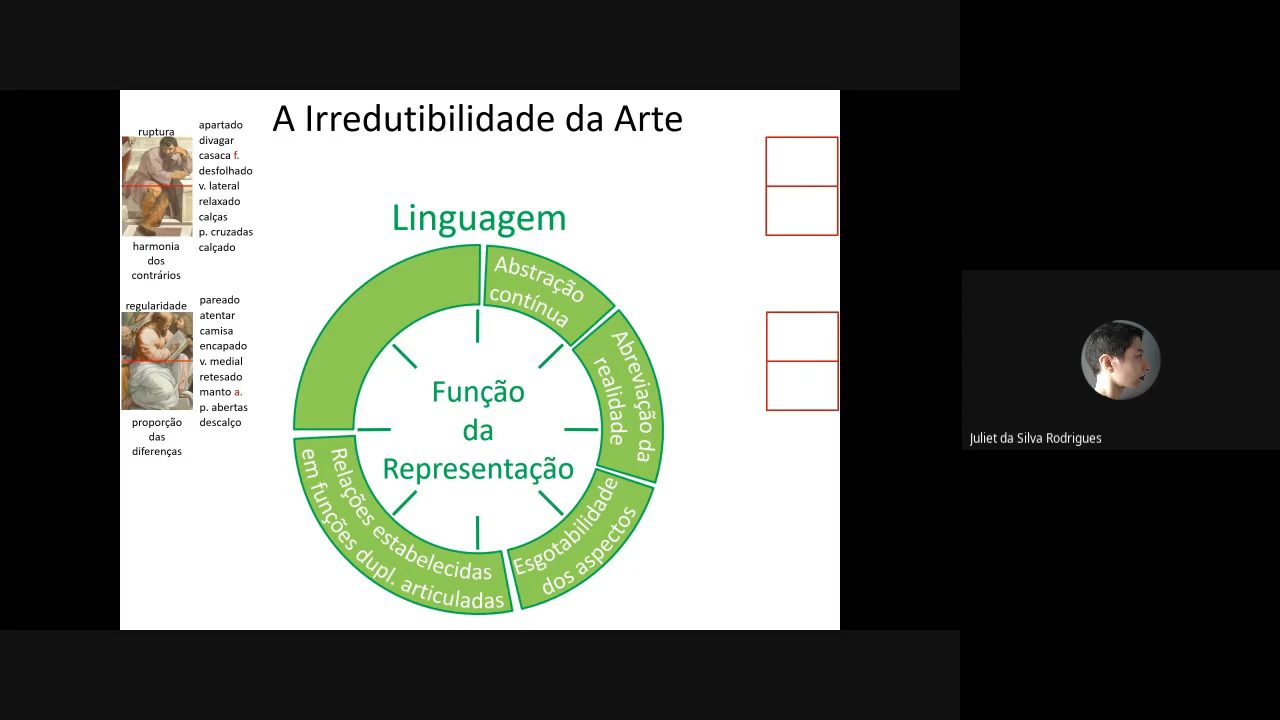 A Irredutibilidade da Arte
ruptura
apartado
divagar
casaca f.
desfolhado
v. lateral
relaxado
calças
p. cruzadas
calçado
harmonia
dos
contrários
regularidade
pareado
atentar
camisa
encapado
v. medial
retesado
manto a.
p. abertas
descalço
proporção
das
diferenças
Linguagem
Abstração
contínua
Abreviação da
realidade
Esgotabilidade
dos aspectos
Relações estabelecidas
em funções dupl. articuladas
Função
da
Representação
Juliet da Silva Rodrigues